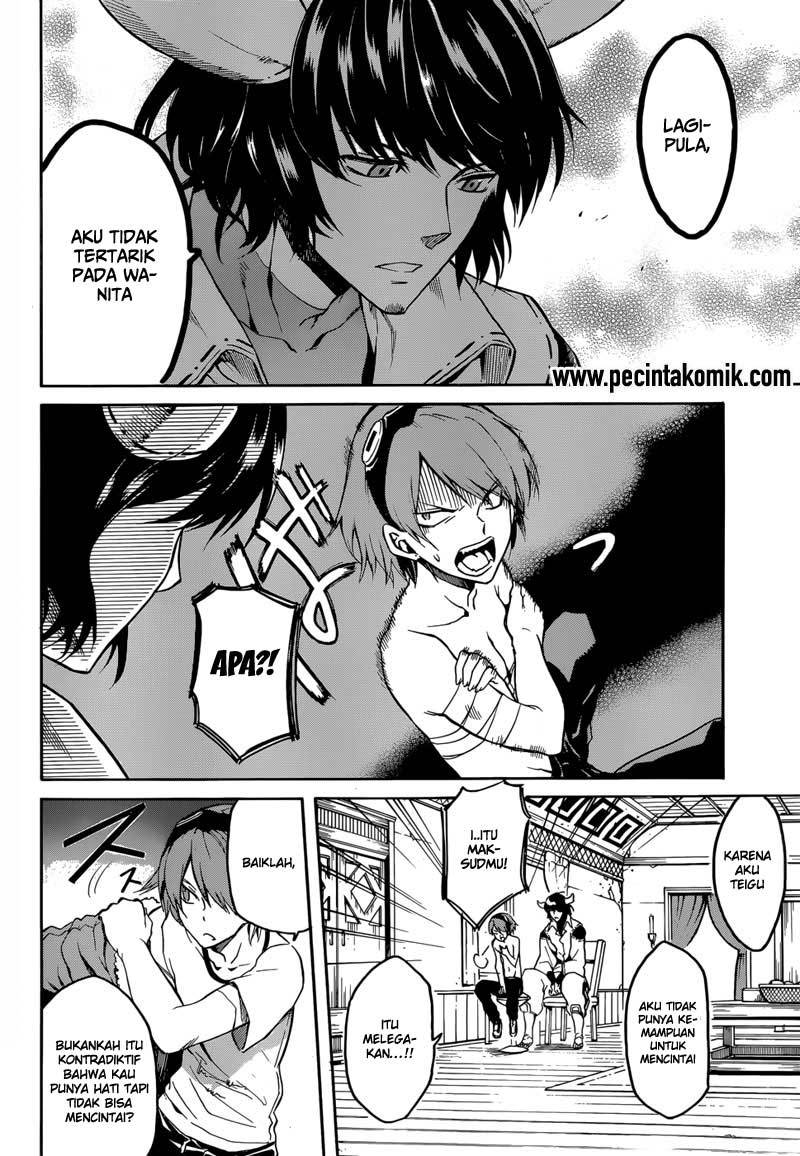 LAGI-
PULA,
AKU TIDAK
TERTARIK
PADA WA-
NITA
www.pecintakomik.com
APA?!
KARENA
AKU
TEIGU
AKU TIDAK
PUNYA KE-
MAMPUAN
UNTUK
MENCINTAI
I..ITU
MAK-
SUDMU!
ITU
MELEGA-
KAN...!!
BAIKLAH,
BUKANKAH ITU
KONTRADIKTIF
BAHWA KAU
PUNYA HATI TAPI
TIDAK BISA
MENCINTAI?